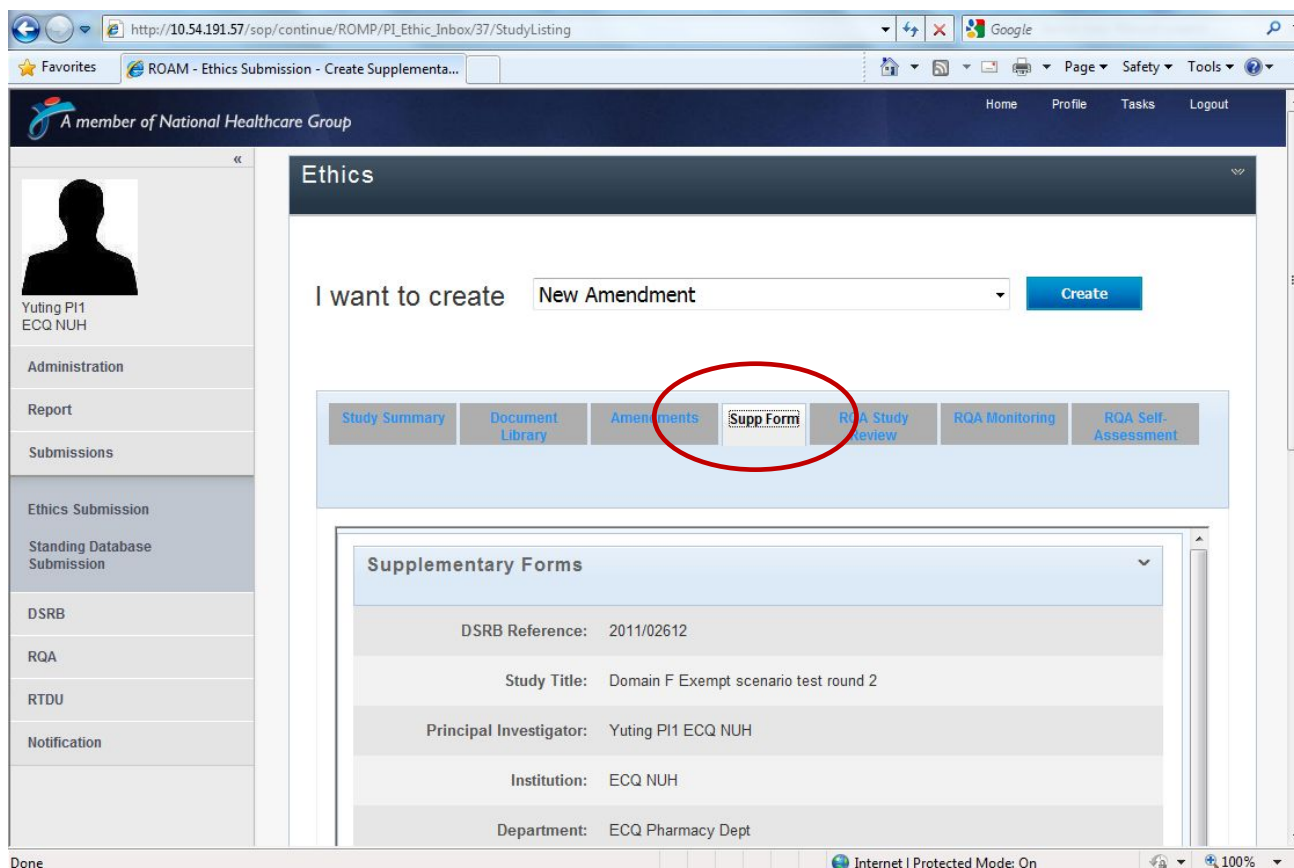 http://10.54.191.57/sop/continue/ROMP/PI_Ethic_Inbox/37/StudyListing
Google
Favorites
ROAM - Ethics Submission - Create Supplementa...
Page
Safety
Tools
A member of National Healthcare Group
Home
Profile
Tasks
Logout
«
Yuting PI1
ECQ NUH
Administration
Report
Submissions
Ethics Submission
Standing Database
Submission
DSRB
RQA
RTDU
Notification
Ethics
I want to create
New Amendment
Create
Study Summary
Document
Library
Amendments
Supp Form
RQA Study
Review
RQA Monitoring
RQA Self-
Assessment
Supplementary Forms
DSRB Reference: 2011/02612
Study Title: Domain F Exempt scenario test round 2
Principal Investigator: Yuting PI1 ECQ NUH
Institution: ECQ NUH
Department: ECQ Pharmacy Dept
Done
Internet | Protected Mode: On
100%